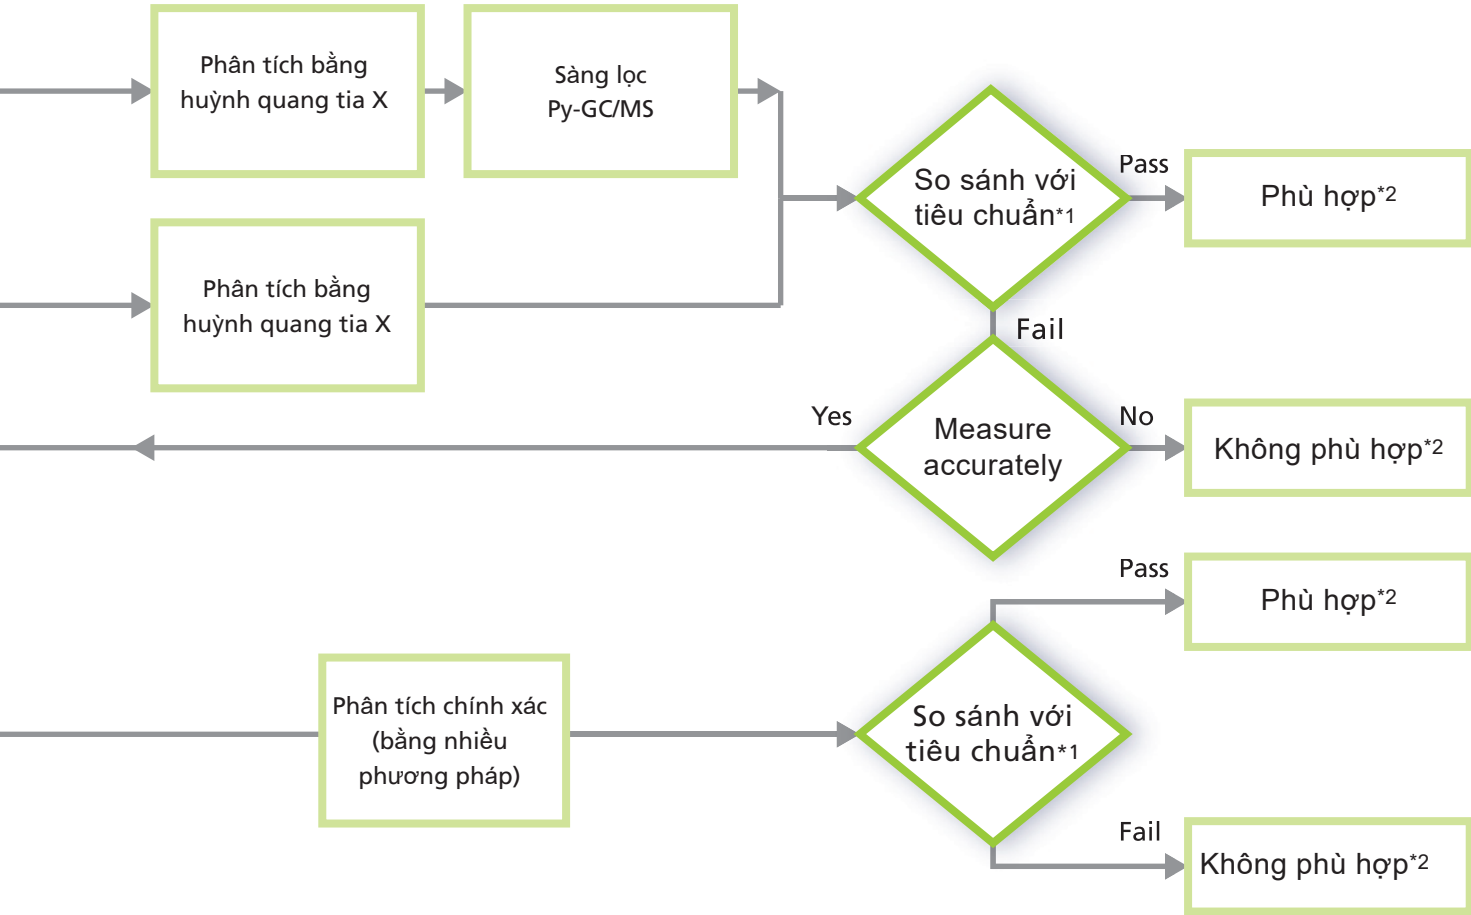 Phân tích bằng
huỳnh quang tia X
Sàng lọc
Py-GC/MS
So sánh với
tiêu chuẩn*1
Pass
Phù hợp*2
Phân tích bằng
huỳnh quang tia X
Fail
Yes
Measure
accurately
No
Không phù hợp*2
Pass
Phù hợp*2
Phân tích chính xác
(bằng nhiều
phương pháp)
So sánh với
tiêu chuẩn*1
Fail
Không phù hợp*2